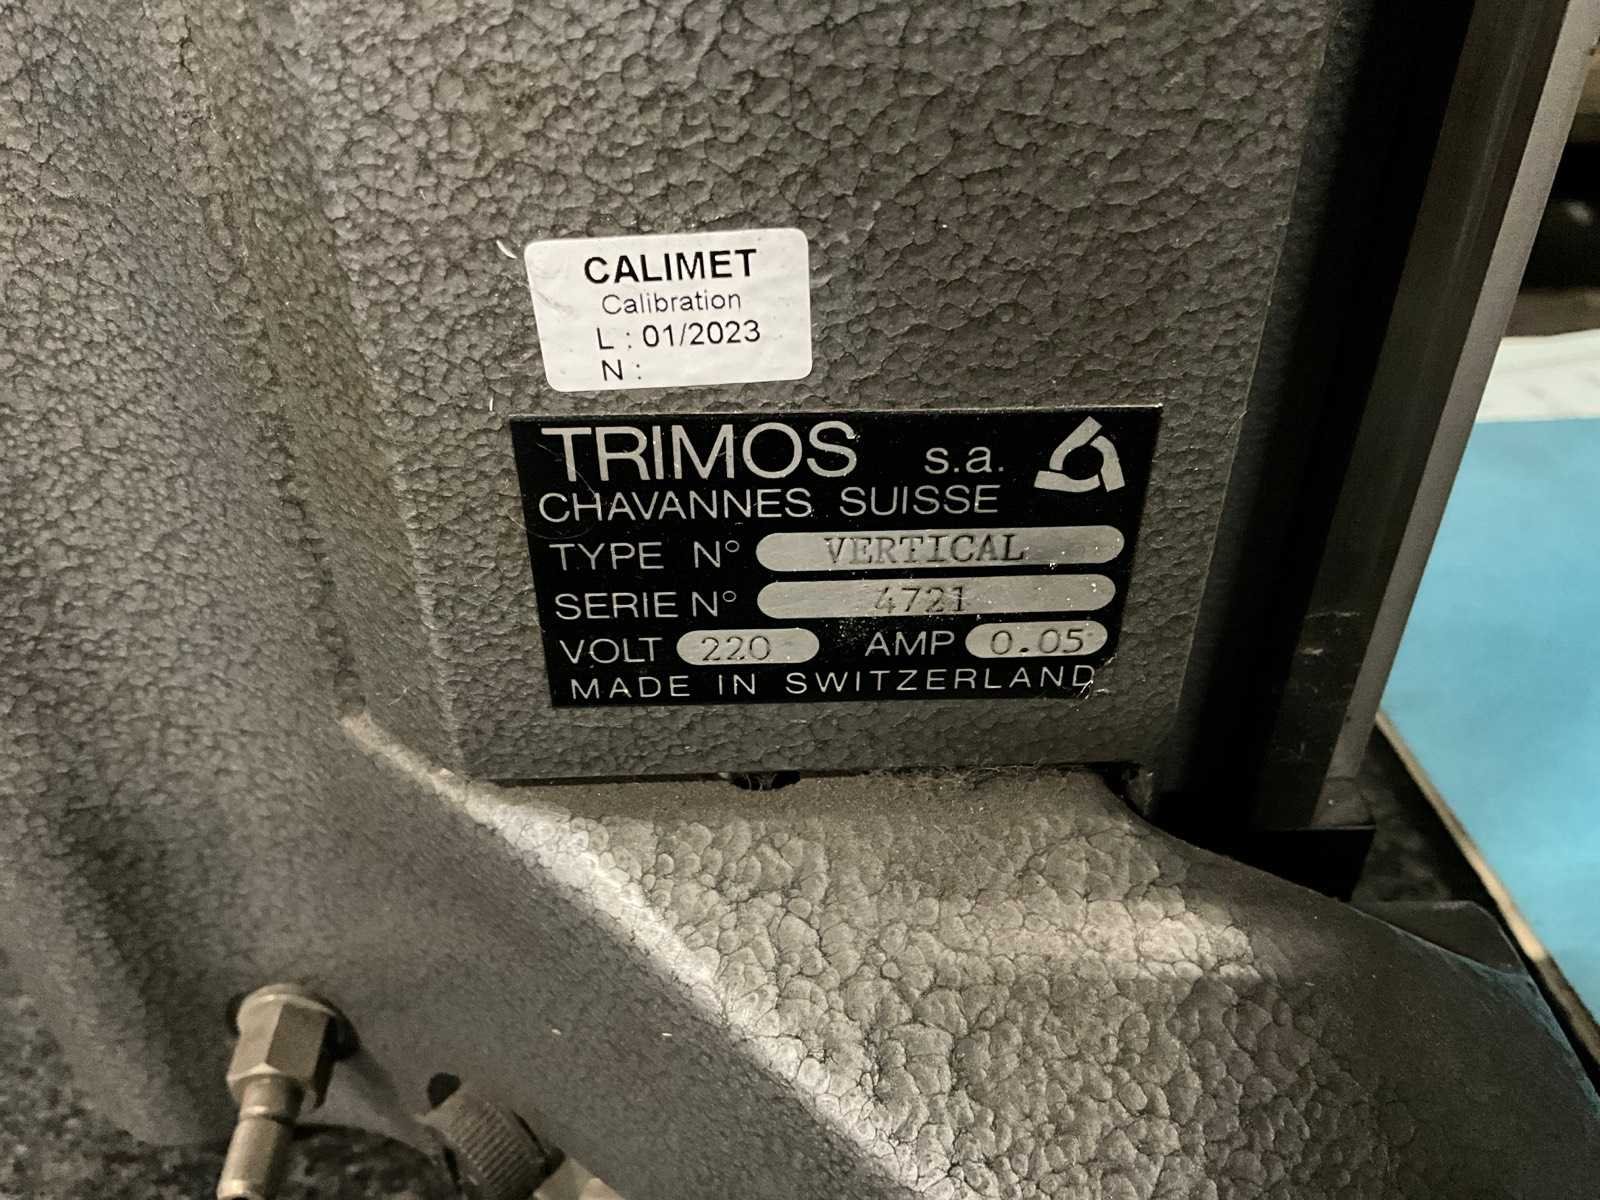 CALIMET
Calibration
L : 01/2023
N :
TRIMOS s.a.
CHAVANNES SUISSE
TYPE N° VERTICAL
SERIE N° 4721
VOLT 220 AMP 0.05
MADE IN SWITZERLAND